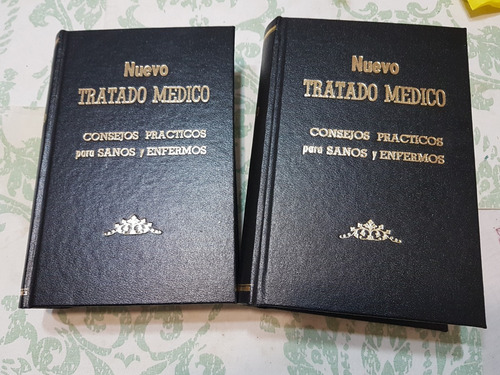 Nuevo
TRATADO MEDICO
CONSEJOS PRACTICOS
para SANOS y ENFERMOS
Nuevo
TRATADO MEDICO
CONSEJOS PRACTICOS
para SANOS y ENFERMOS